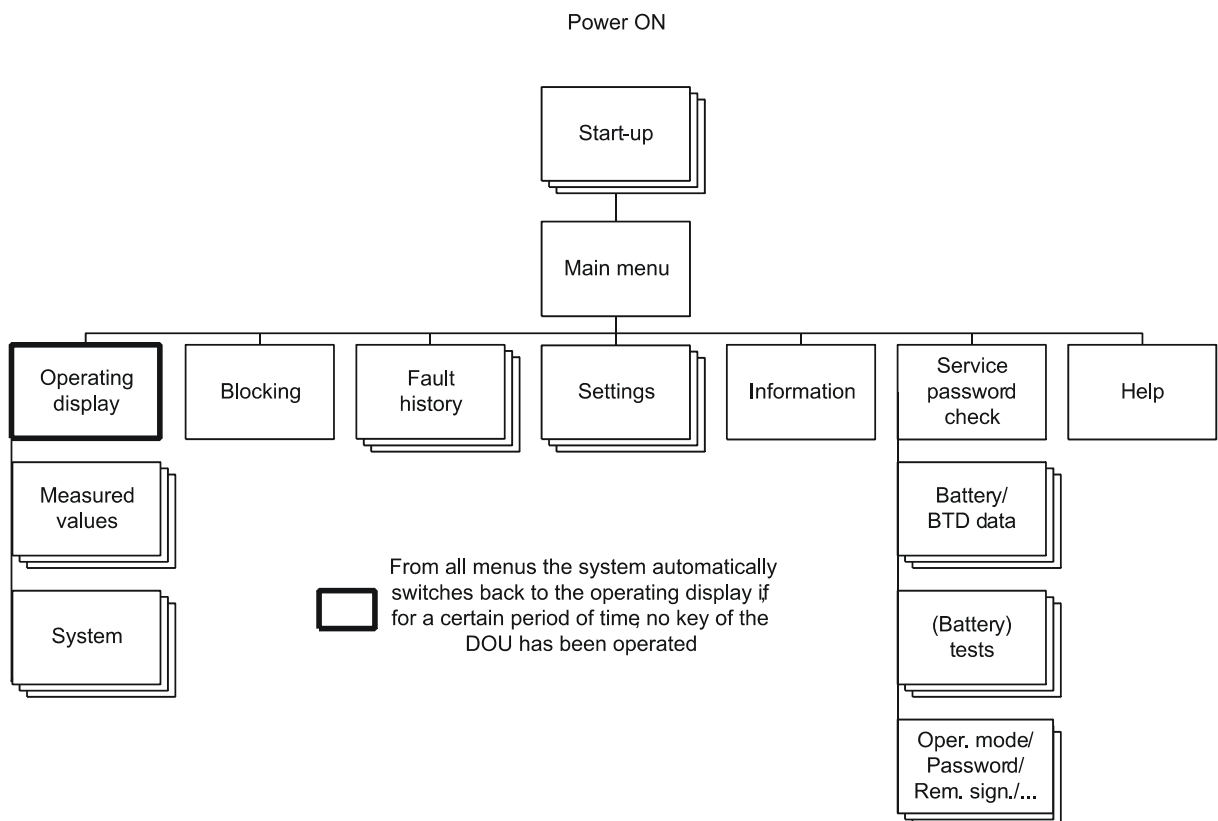 Power ON
Start-up
Main menu
Operating
display
Blocking
Fault
history
Settings
Information
Service
password
check
Help
Measured
values
Battery/
BTD data
From all menus the system automatically
switches back to the operating display if,
for a certain period of time, no key of the
DOU has been operated
System
(Battery)
tests
Oper. mode/
Password/
Rem. sign./...